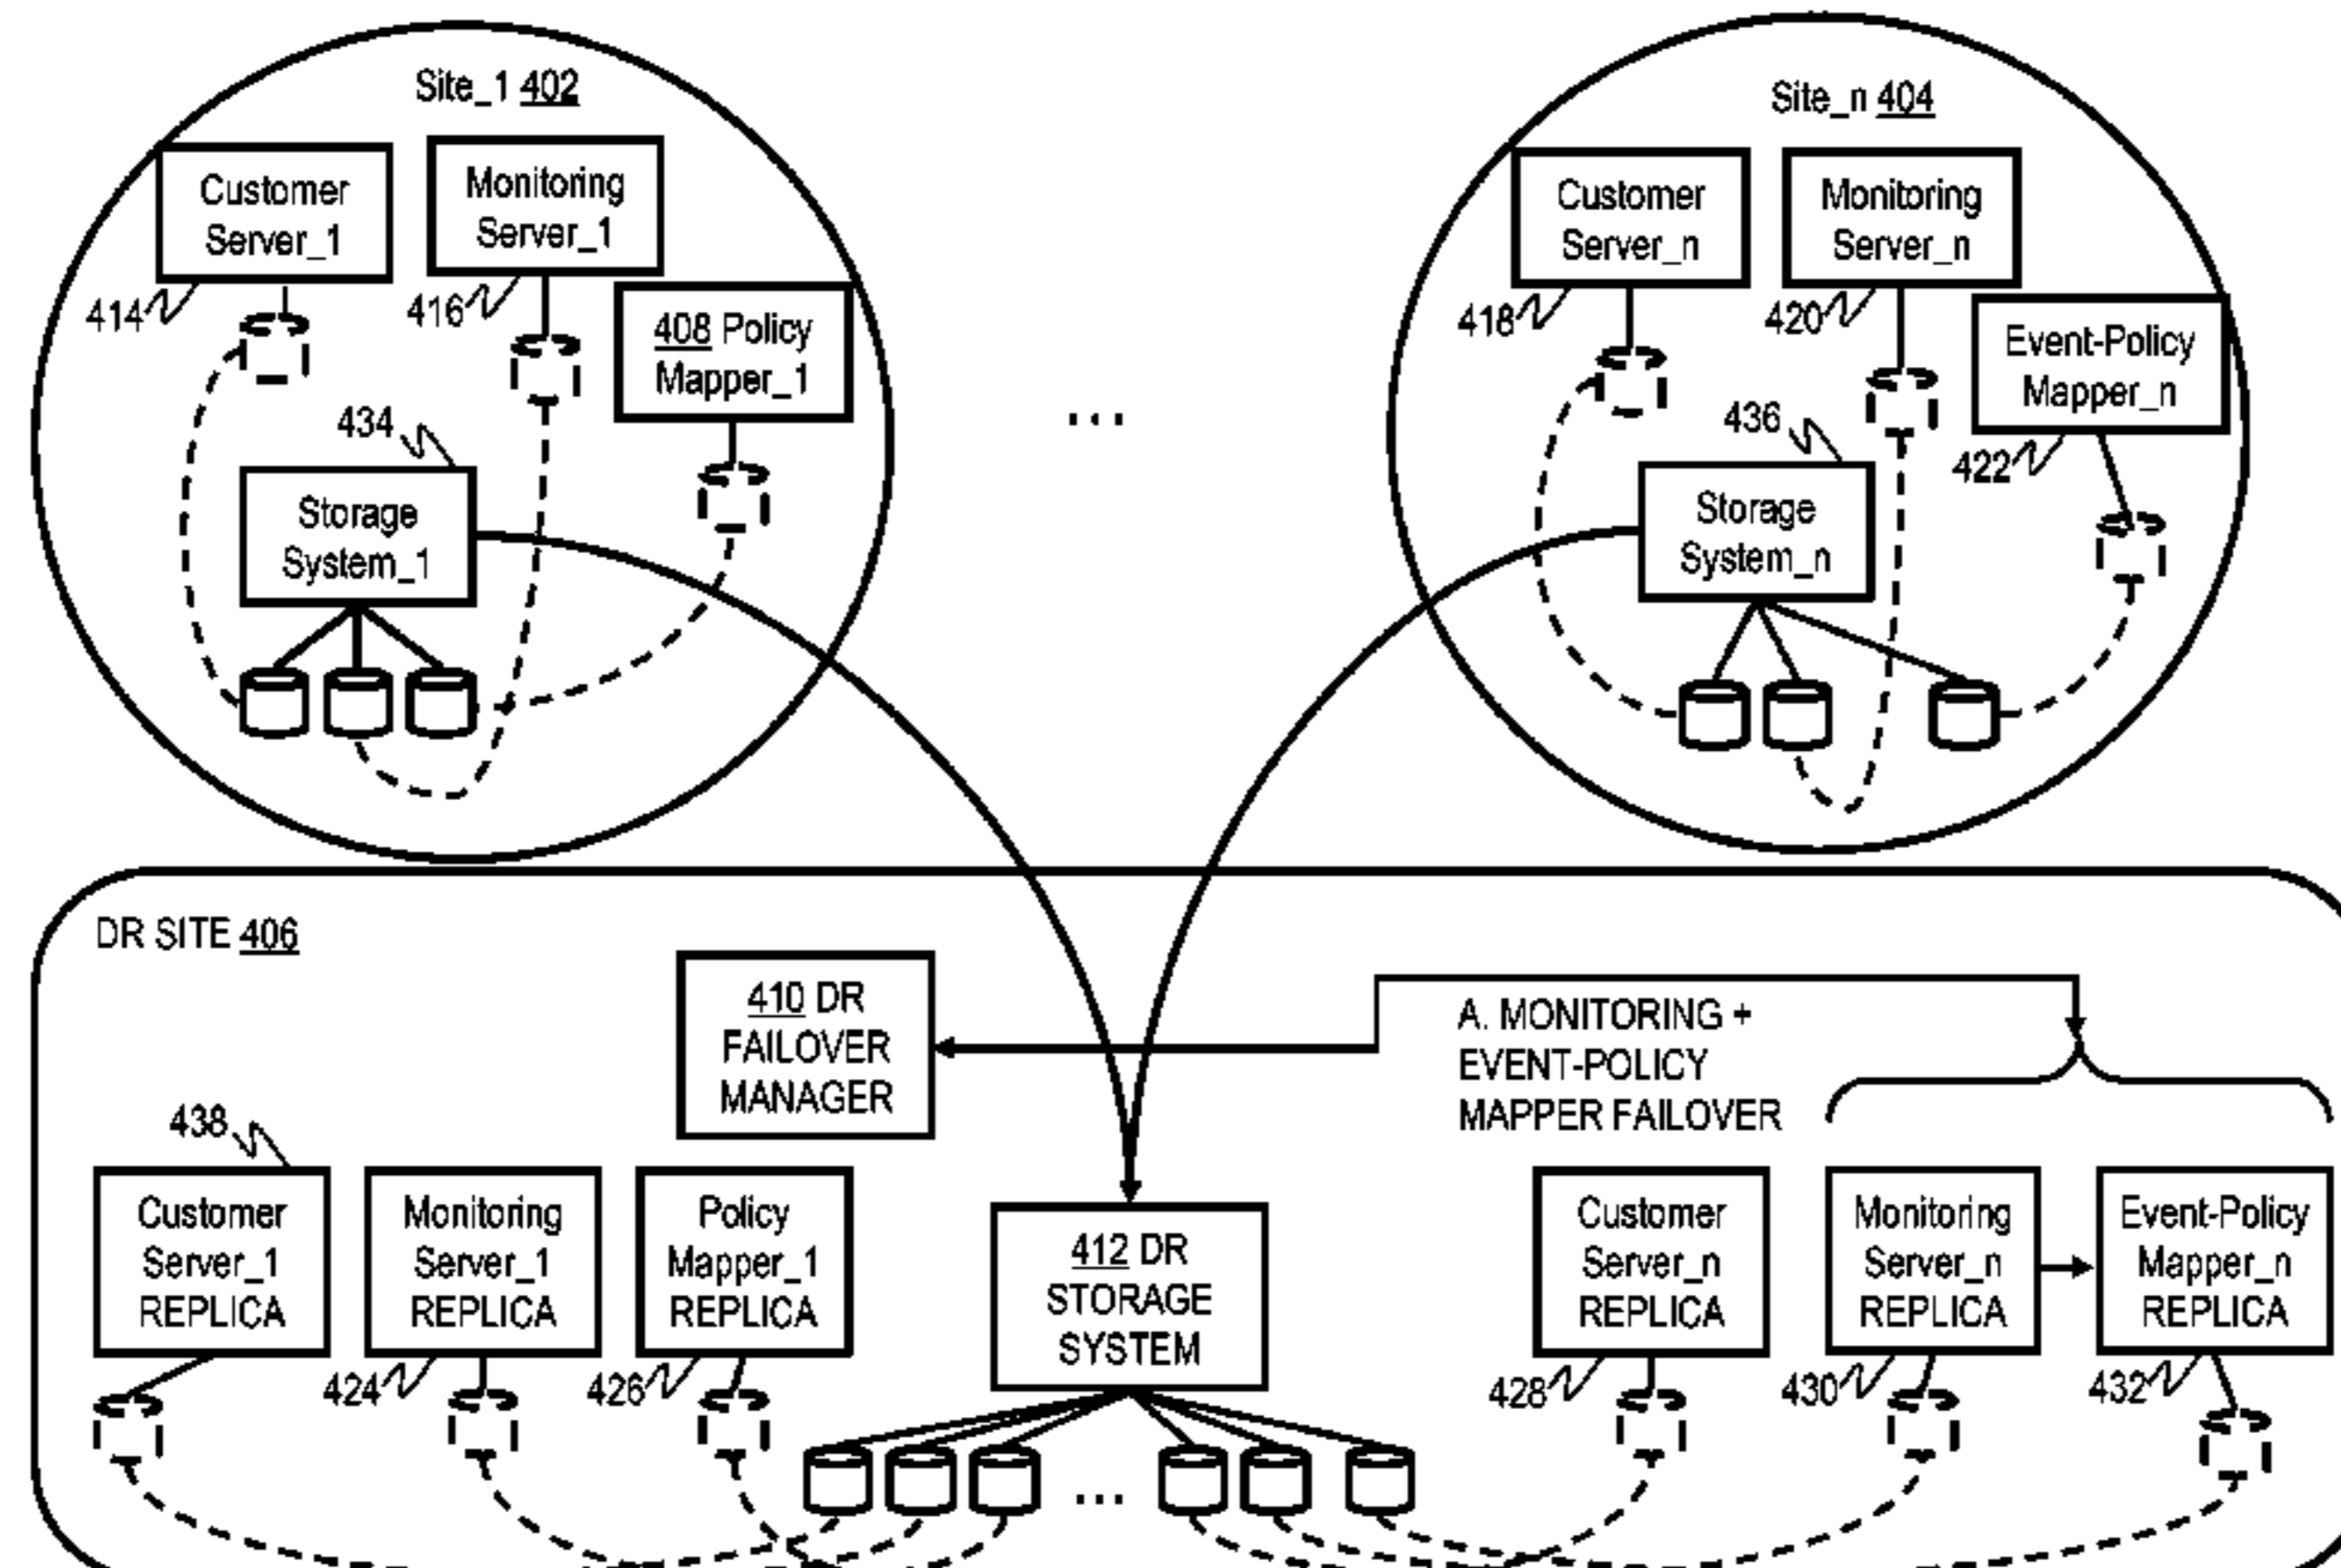 Site_1 402
Customer
Server_1
414
Monitoring
Server_1
416
408 Policy
Mapper_1
434
Storage
System_1
...
Site_n 404
Customer
Server_n
418
Monitoring
Server_n
420
Event-Policy
Mapper_n
422
436
Storage
System_n
DR SITE 406
410 DR
FAILOVER
MANAGER
A. MONITORING +
EVENT-POLICY
MAPPER FAILOVER
438
Customer
Server_1
REPLICA
Monitoring
Server_1
REPLICA
424
Policy
Mapper_1
REPLICA
426
412 DR
STORAGE
SYSTEM
...
Customer
Server_n
REPLICA
428
Monitoring
Server_n
REPLICA
430
Event-Policy
Mapper_n
REPLICA
432